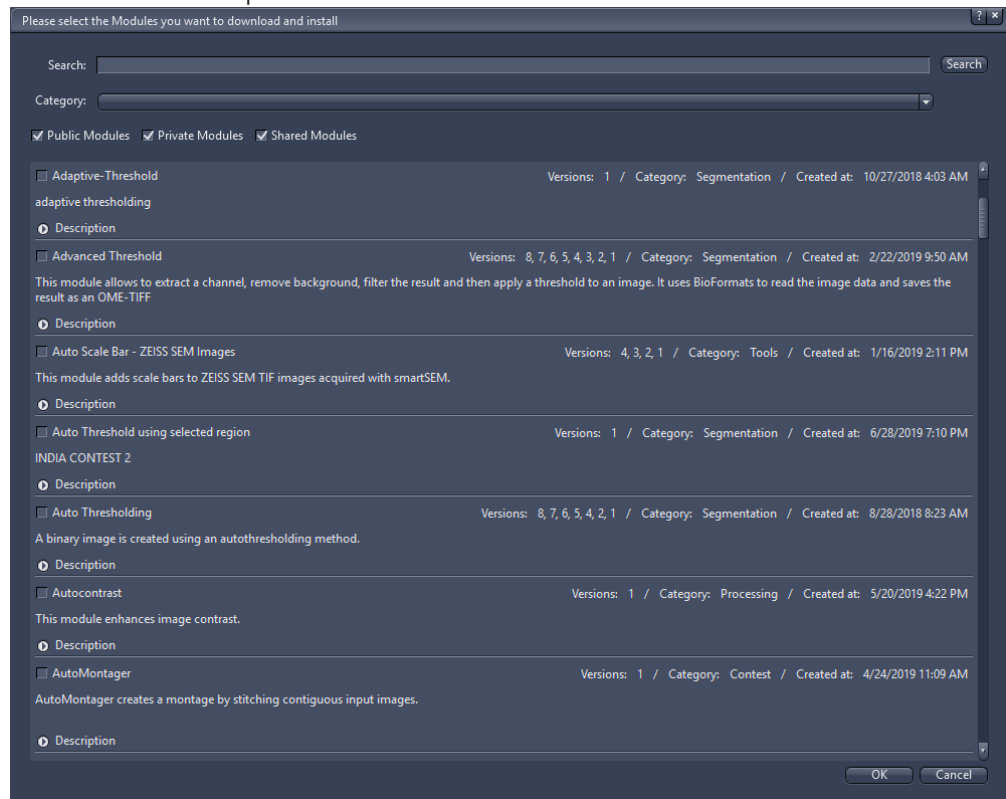 Please select the Modules you want to download and install
? ×
Search:
Search
Category:
Public Modules Private Modules Shared Modules
Adaptive-Threshold Versions: 1 / Category: Segmentation / Created at: 10/27/2018 4:03 AM
adaptive thresholding
Description
Advanced Threshold Versions: 8, 7, 6, 5, 4, 3, 2, 1 / Category: Segmentation / Created at: 2/22/2019 9:50 AM
This module allows to extract a channel, remove background, filter the result and then apply a threshold to an image. It uses BioFormats to read the image data and saves the
result as an OME-TIFF
Description
Auto Scale Bar - ZEISS SEM Images Versions: 4, 3, 2, 1 / Category: Tools / Created at: 1/16/2019 2:11 PM
This module adds scale bars to ZEISS SEM TIF images acquired with smartSEM.
Description
Auto Threshold using selected region Versions: 1 / Category: Segmentation / Created at: 6/28/2019 7:10 PM
INDIA CONTEST 2
Description
Auto Thresholding Versions: 8, 7, 6, 5, 4, 2, 1 / Category: Segmentation / Created at: 8/28/2018 8:23 AM
A binary image is created using an autothresholding method.
Description
Autocontrast Versions: 1 / Category: Processing / Created at: 5/20/2019 4:22 PM
This module enhances image contrast.
Description
AutoMontager Versions: 1 / Category: Contest / Created at: 4/24/2019 11:09 AM
AutoMontager creates a montage by stitching contiguous input images.
Description
OK Cancel